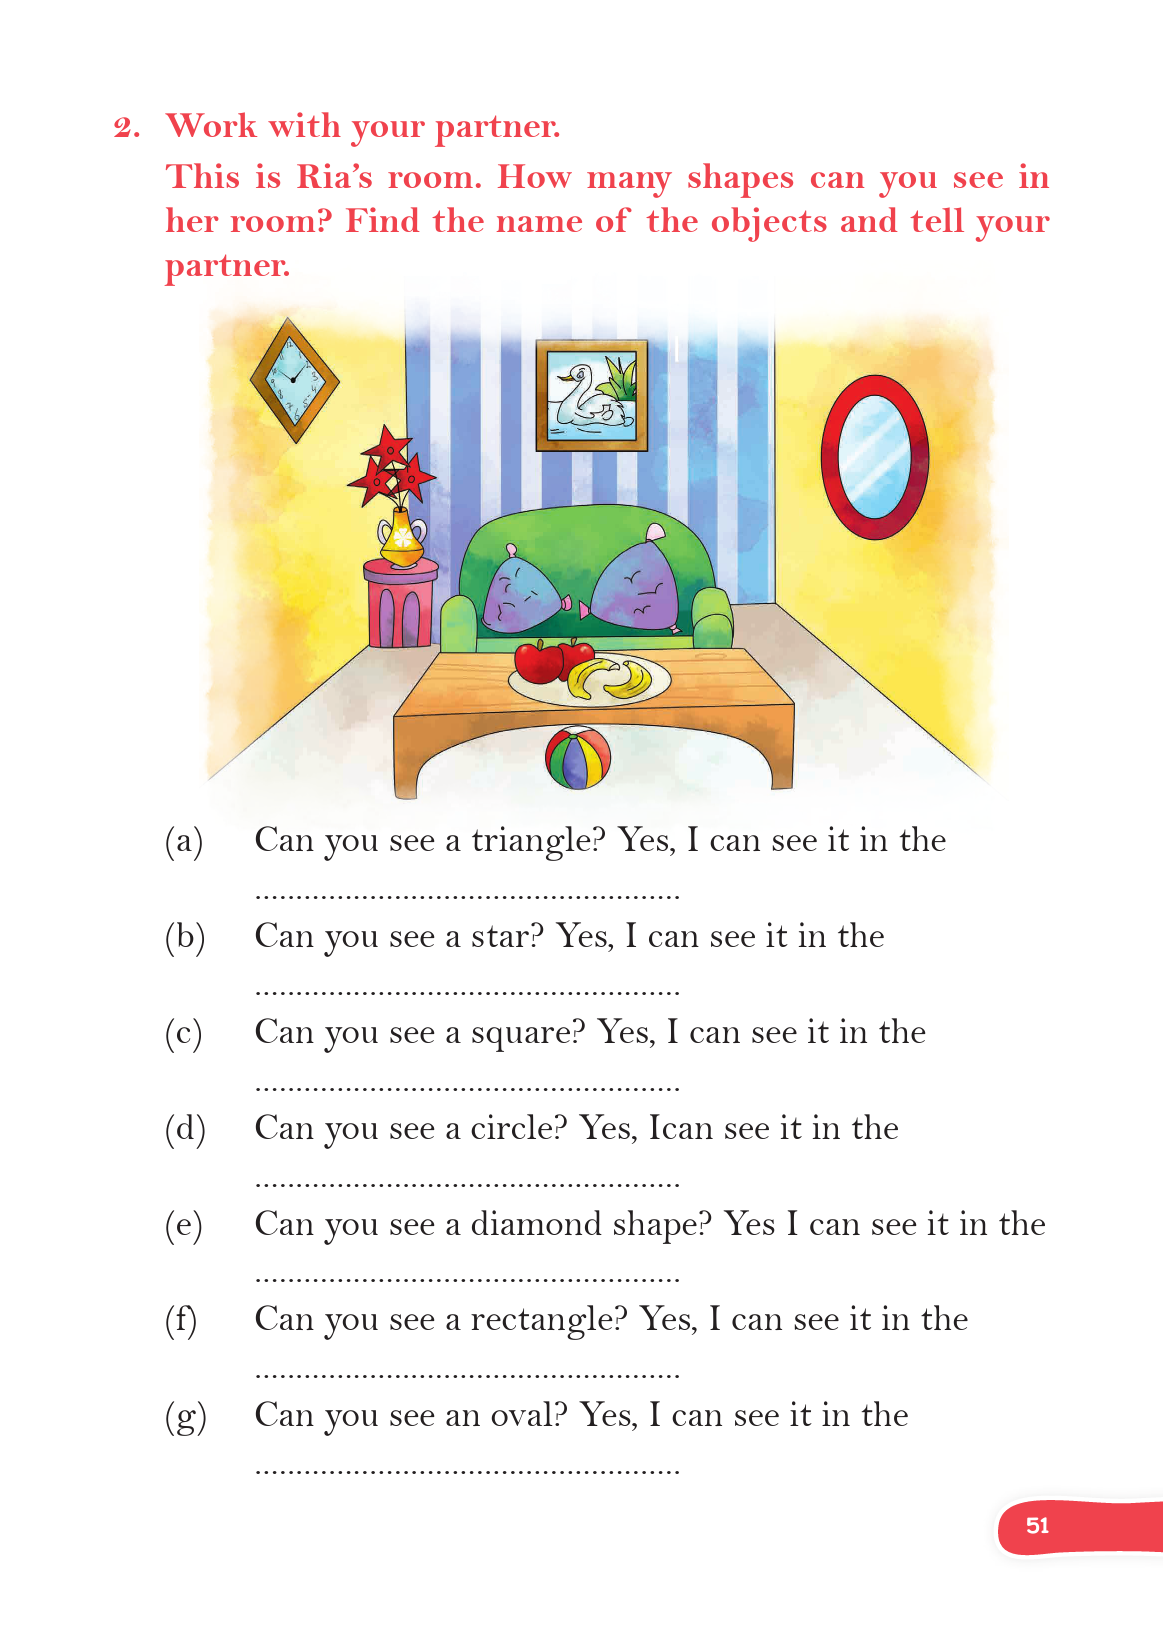 2. Work with your partner.
This is Ria’s room. How many shapes can you see in
her room? Find the name of the objects and tell your
partner.
(a) Can you see a triangle? Yes, I can see it in the
....................................................
(b) Can you see a star? Yes, I can see it in the
....................................................
(c) Can you see a square? Yes, I can see it in the
....................................................
(d) Can you see a circle? Yes, Ican see it in the
....................................................
(e) Can you see a diamond shape? Yes I can see it in the
....................................................
(f) Can you see a rectangle? Yes, I can see it in the
....................................................
(g) Can you see an oval? Yes, I can see it in the
....................................................
51